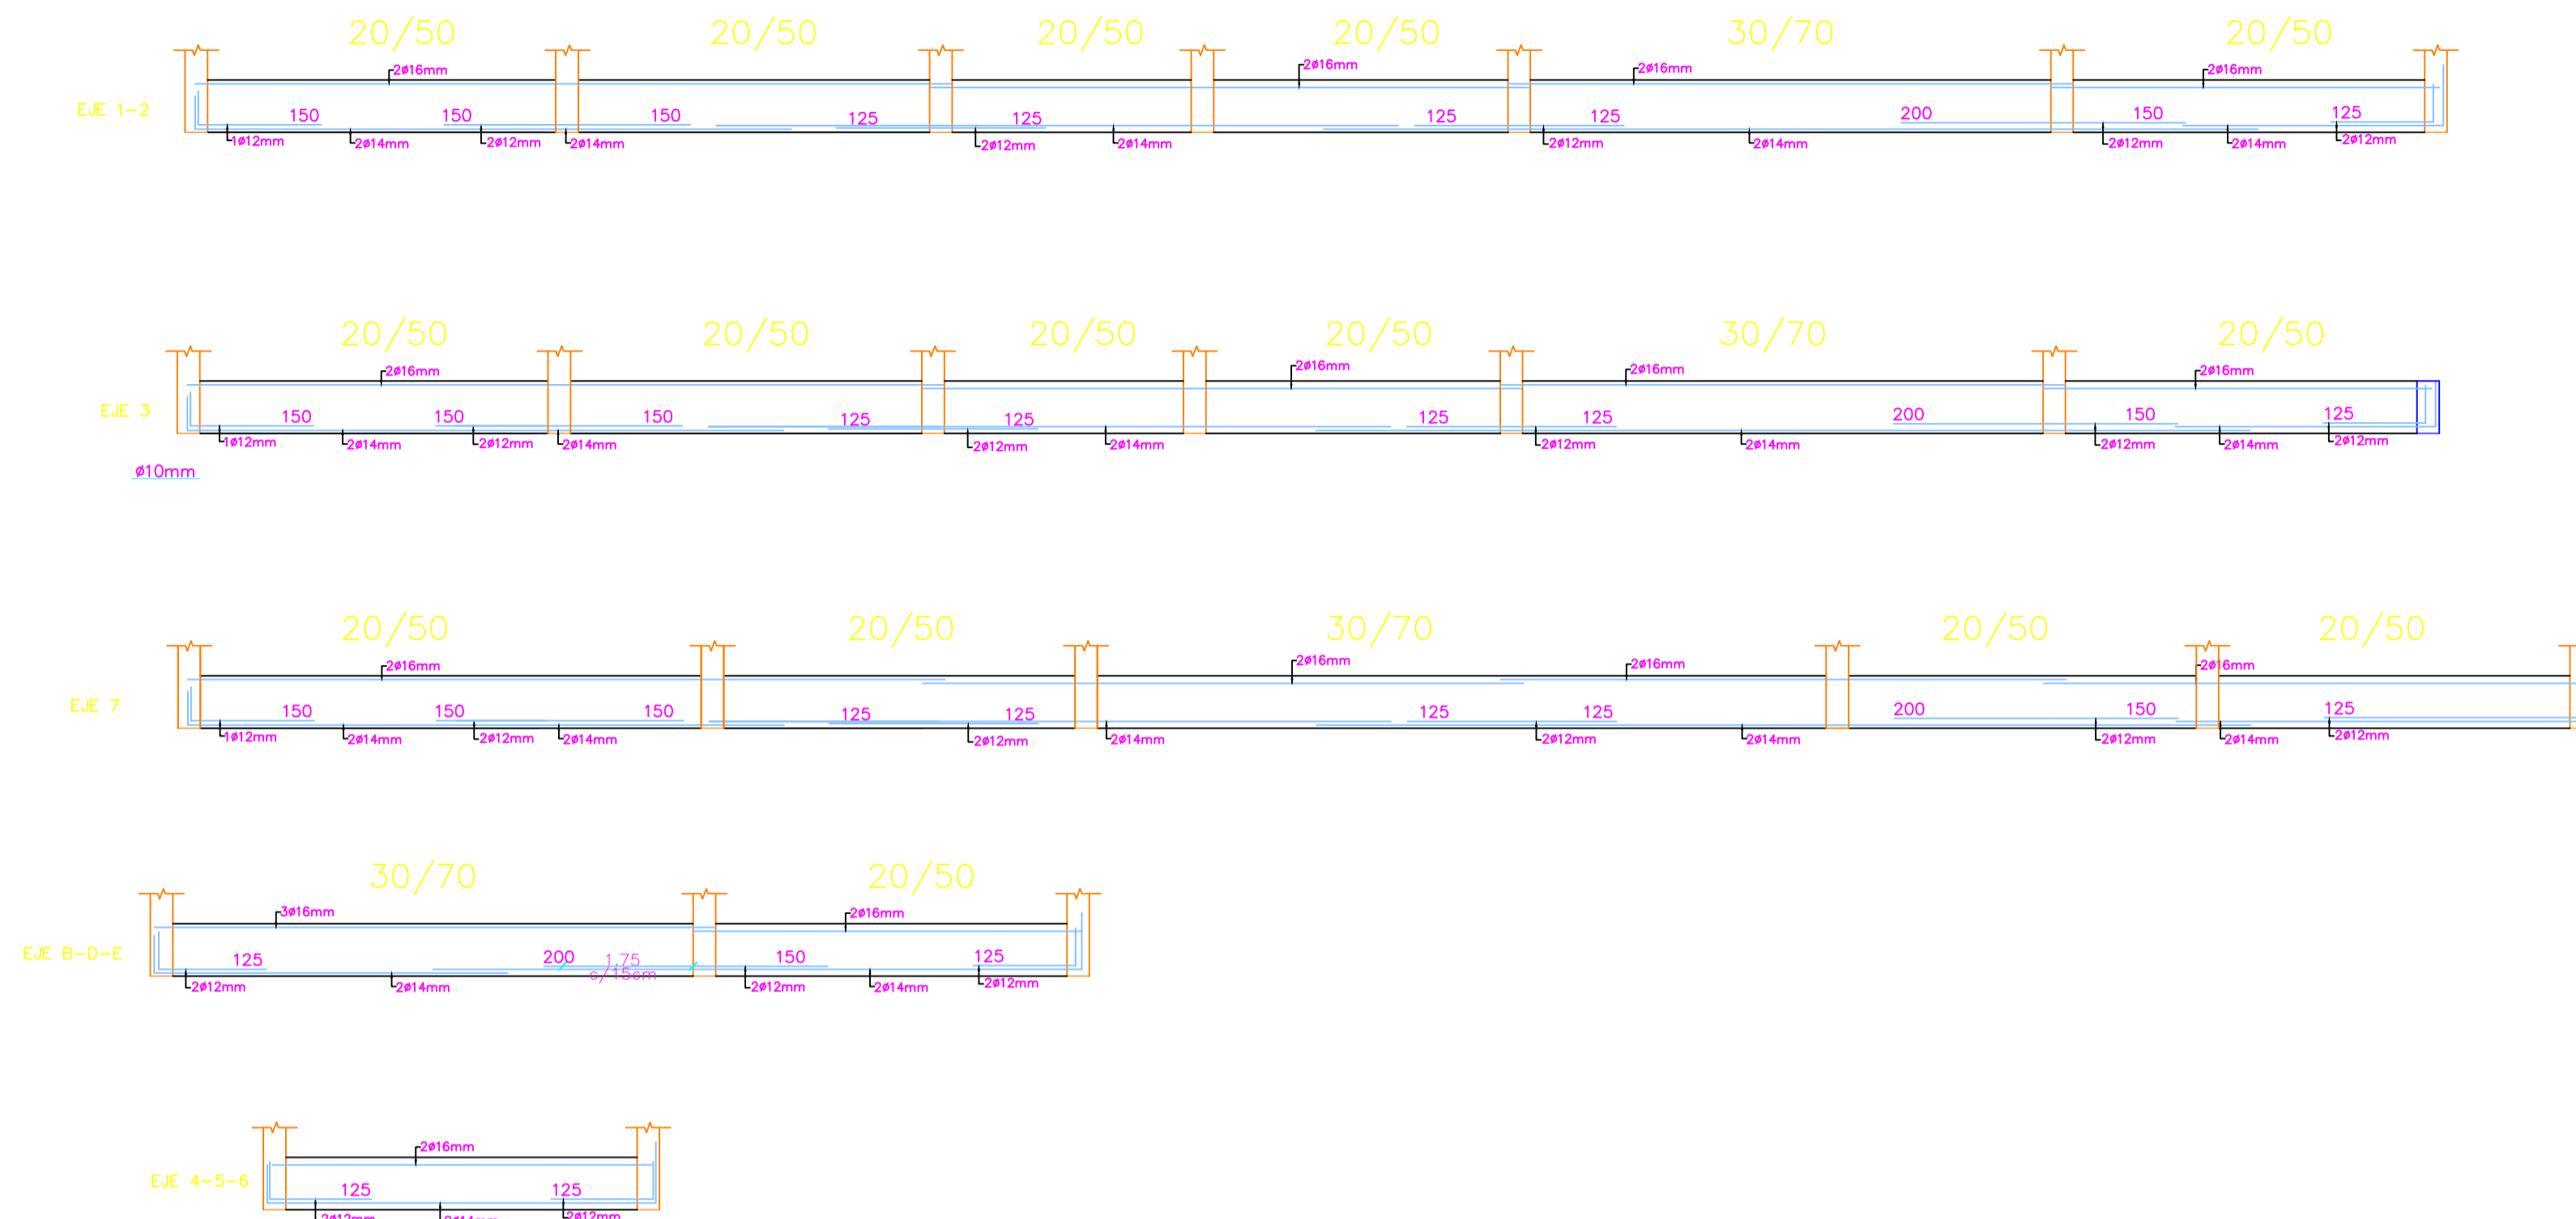 20/50 20/50 20/50 20/50 30/70 20/50
2ø16mm 2ø16mm 2ø16mm 2ø16mm
EJE 1-2 150 150 150 125 125 125 125 200 150 125
1ø12mm 2ø14mm 2ø12mm 2ø14mm 2ø12mm 2ø14mm 2ø12mm 2ø14mm 2ø12mm 2ø14mm 2ø12mm
20/50 20/50 20/50 20/50 30/70 20/50
2ø16mm 2ø16mm 2ø16mm 2ø16mm
EJE 3 150 150 150 125 125 125 125 200 150 125
1ø12mm 2ø14mm 2ø12mm 2ø14mm 2ø12mm 2ø14mm 2ø12mm 2ø14mm 2ø12mm 2ø14mm 2ø12mm
ø10mm
20/50 20/50 30/70 20/50 20/50
2ø16mm 2ø16mm 2ø16mm 2ø16mm
EJE 7 150 150 150 125 125 125 125 200 150 125
1ø12mm 2ø14mm 2ø12mm 2ø14mm 2ø12mm 2ø14mm 2ø12mm 2ø14mm 2ø12mm 2ø14mm 2ø12mm
30/70 20/50
3ø16mm 2ø16mm
EJE B-D-E 125 200 1.75 150 125
c/15cm
2ø12mm 2ø14mm 2ø12mm 2ø14mm 2ø12mm
2ø16mm
EJE 4-5-6 125 125
2ø12mm 2ø14mm 2ø12mm